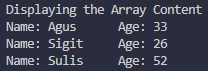 Displaying the Array Content
Name: Agus      Age: 33
Name: Sigit     Age: 26
Name: Sulis     Age: 52